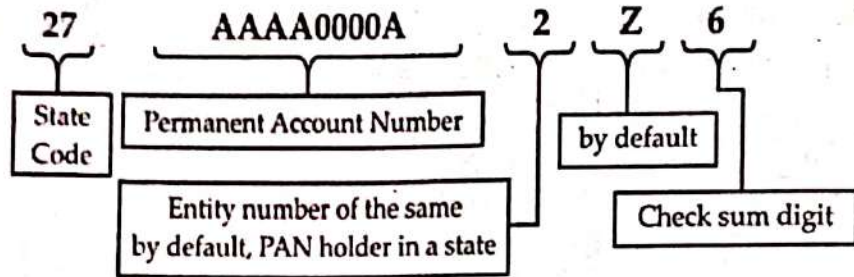 27 AAAA0000A 2 Z 6
State
Code
Permanent Account Number
by default
Entity number of the same
by default, PAN holder in a state
Check sum digit